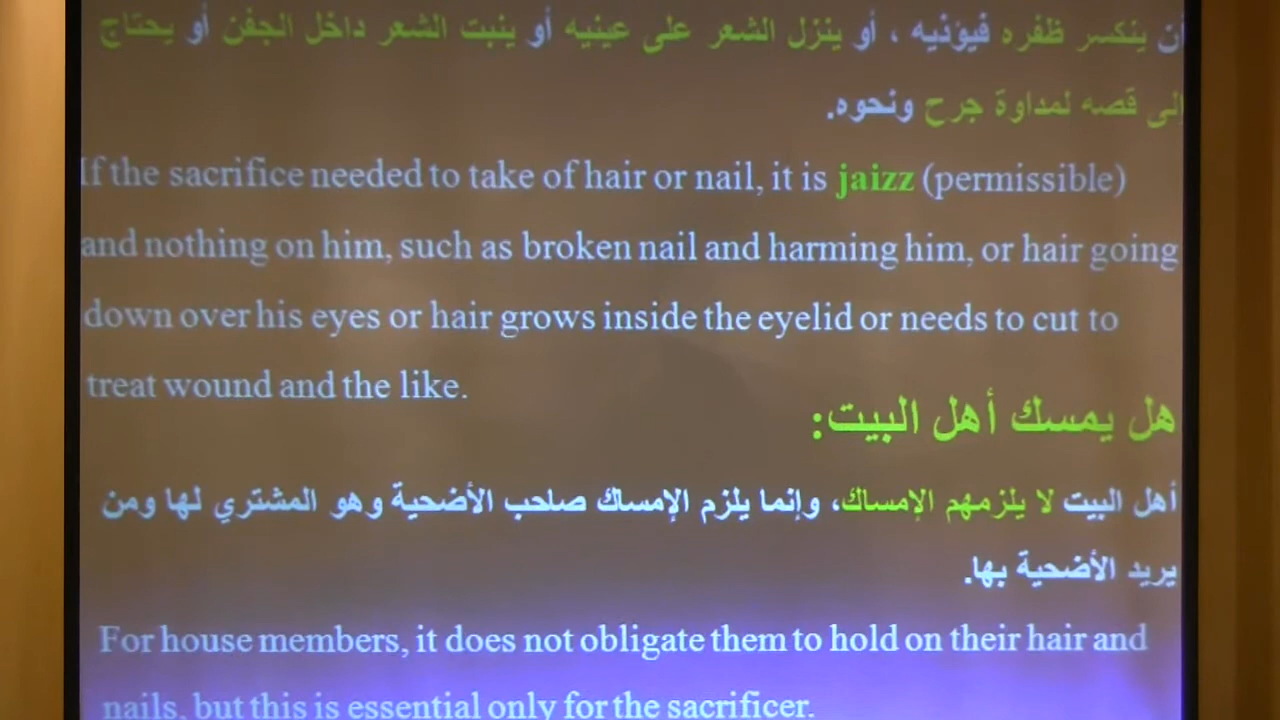 أن ينكسر ظفره فيؤذيه ، أو ينزل الشعر على عينيه أو ينبت الشعر داخل الجفن أو يحتاج
إلى قصه لمداوة جرح ونحوه.
If the sacrifice needed to take of hair or nail, it is jaizz (permissible)
and nothing on him, such as broken nail and harming him, or hair going
down over his eyes or hair grows inside the eyelid or needs to cut to
treat wound and the like.
هل يمسك أهل البيت:
أهل البيت لا يلزمهم الإمساك، وإنما يلزم الإمساك صاحب الأضحية وهو المشتري لها ومن
يريد الأضحية بها.
For house members, it does not obligate them to hold on their hair and
nails, but this is essential only for the sacrificer.